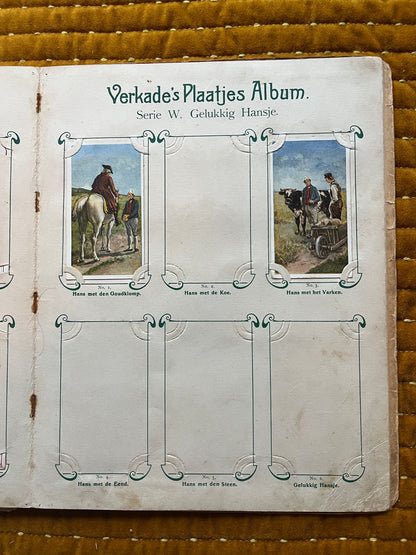 Verkade's Plaatjes Album.
Serie W. Gelukkig Hansje.
No. 1.
Hans met den Goudklomp.
No. 2.
Hans met de Koe.
No. 3.
Hans met het Varken.
No. 4.
Hans met de Eend.
No. 5.
Hans met den Steen.
No. 6.
Gelukkig Hansje.